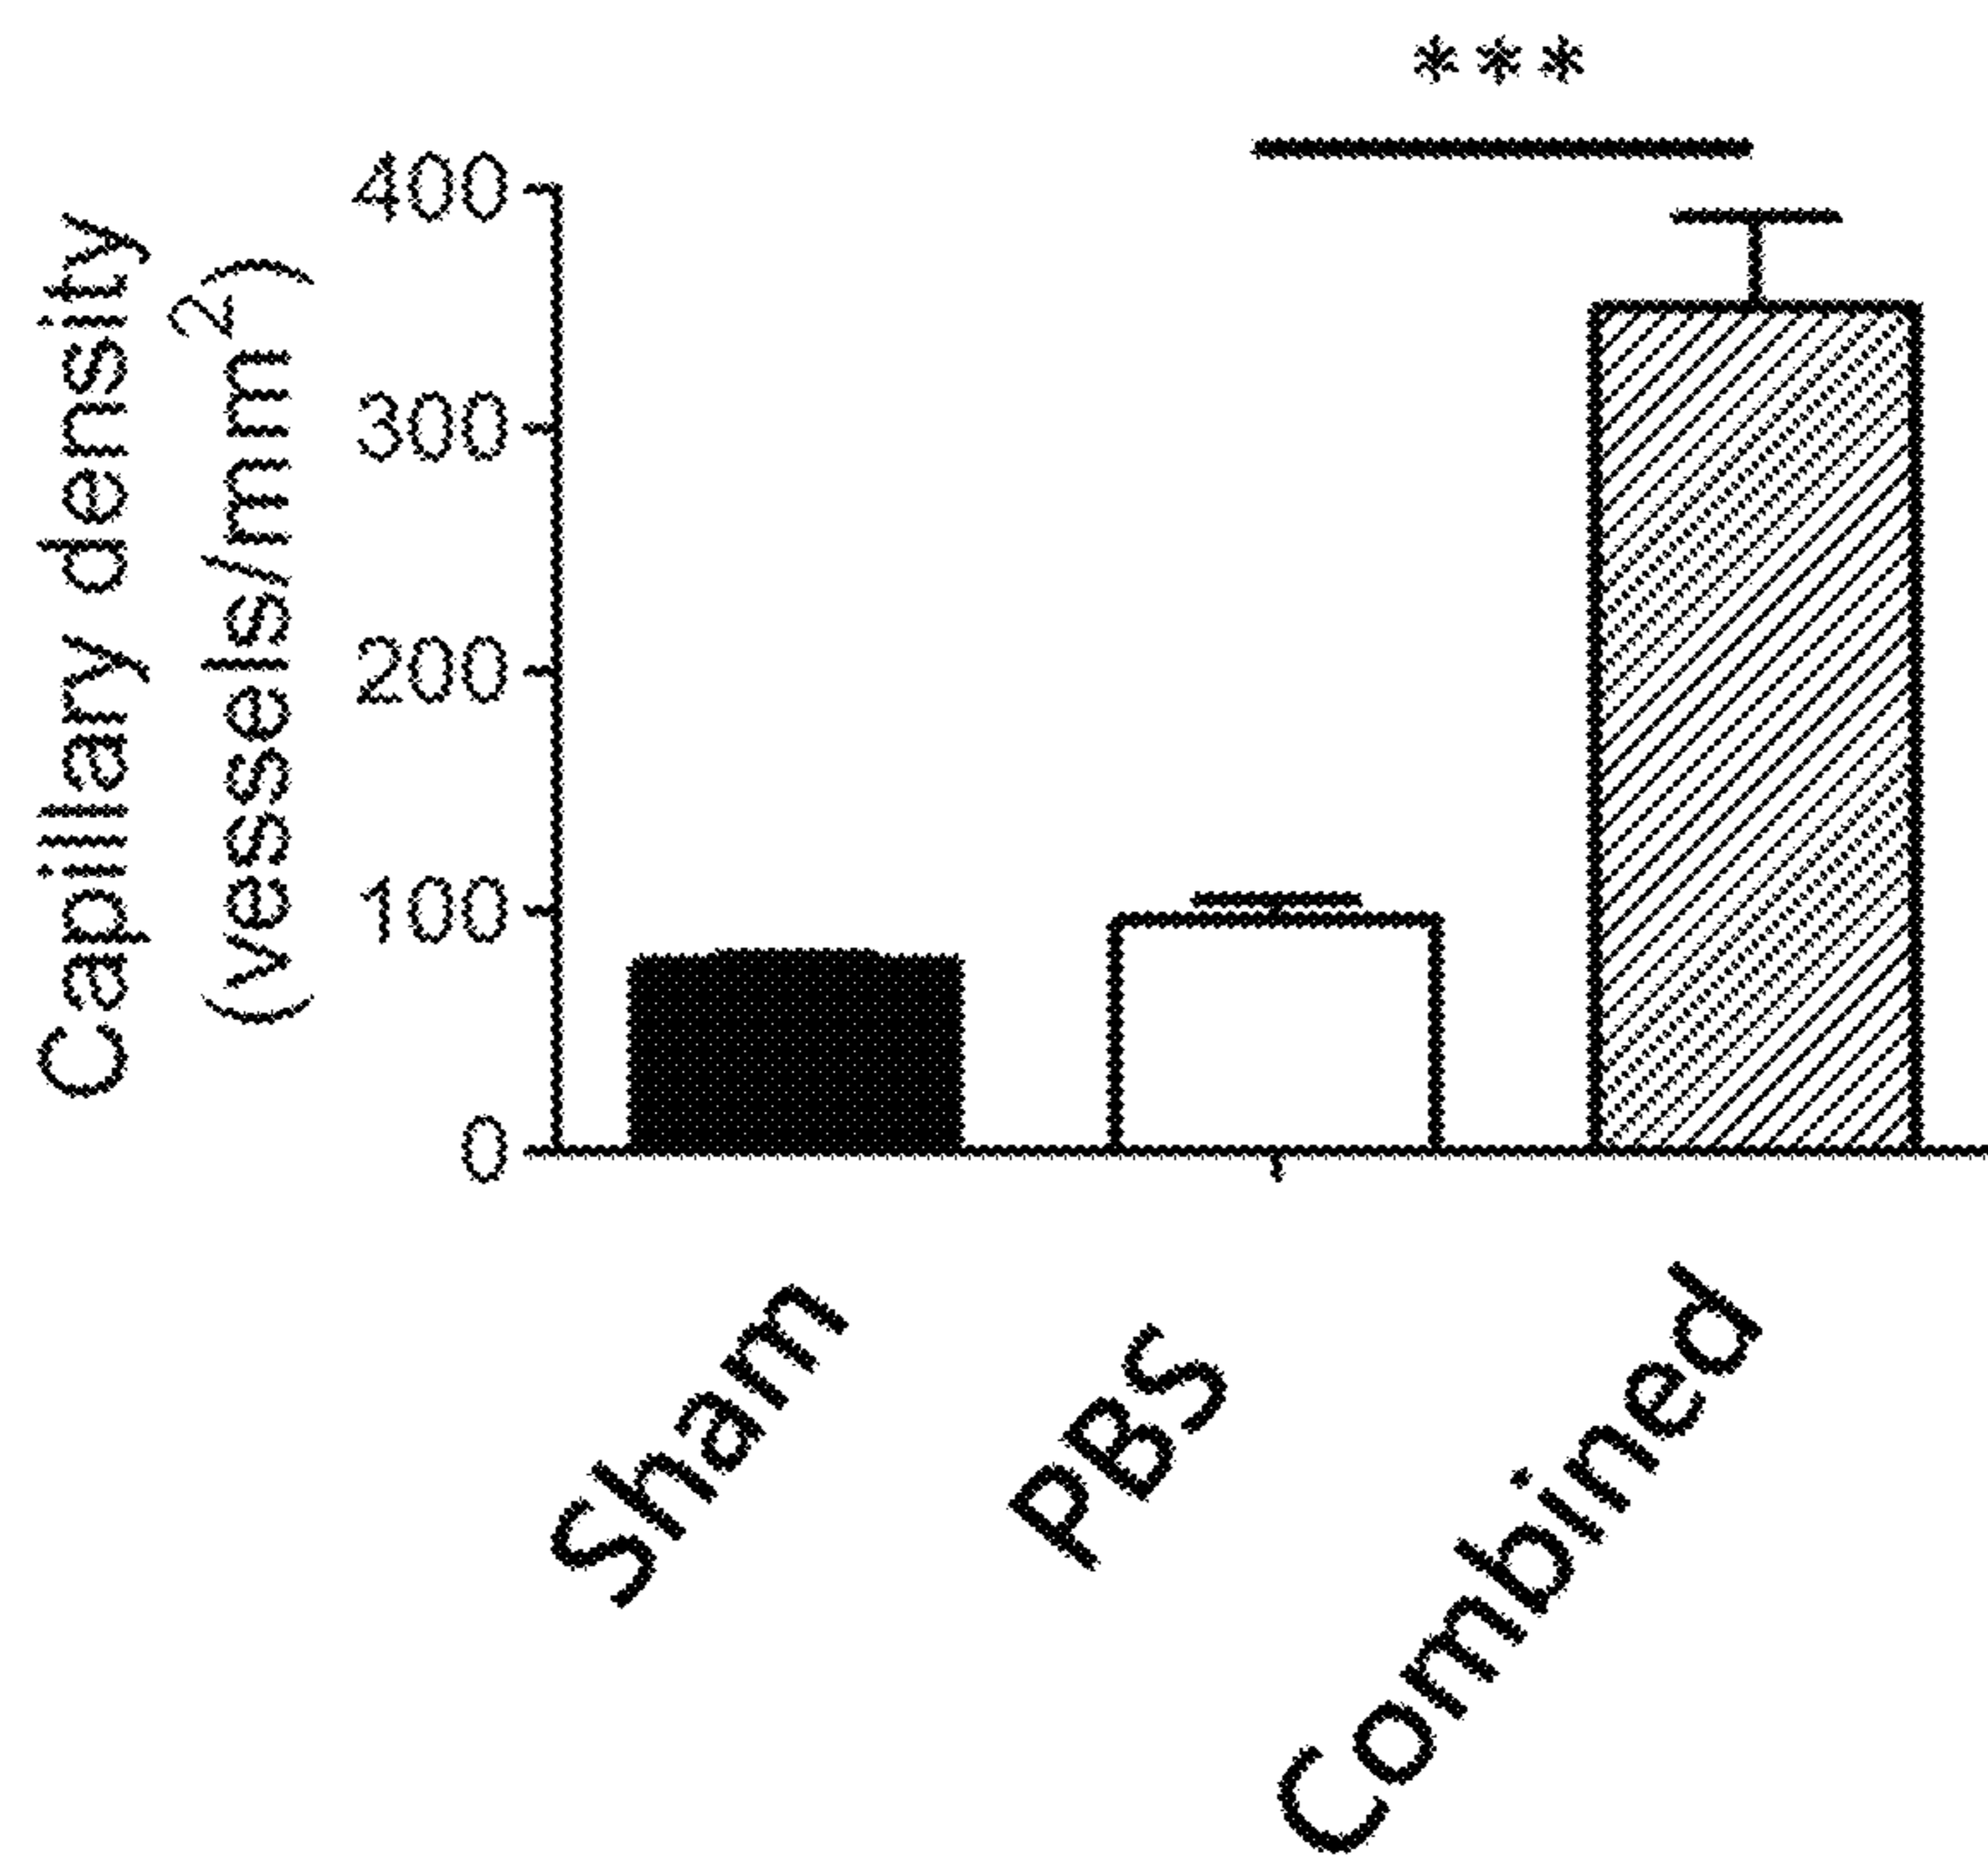 ***
Capillary density
(vessels/mm²)
400
300
200
100
0
Sham
PBS
Combined